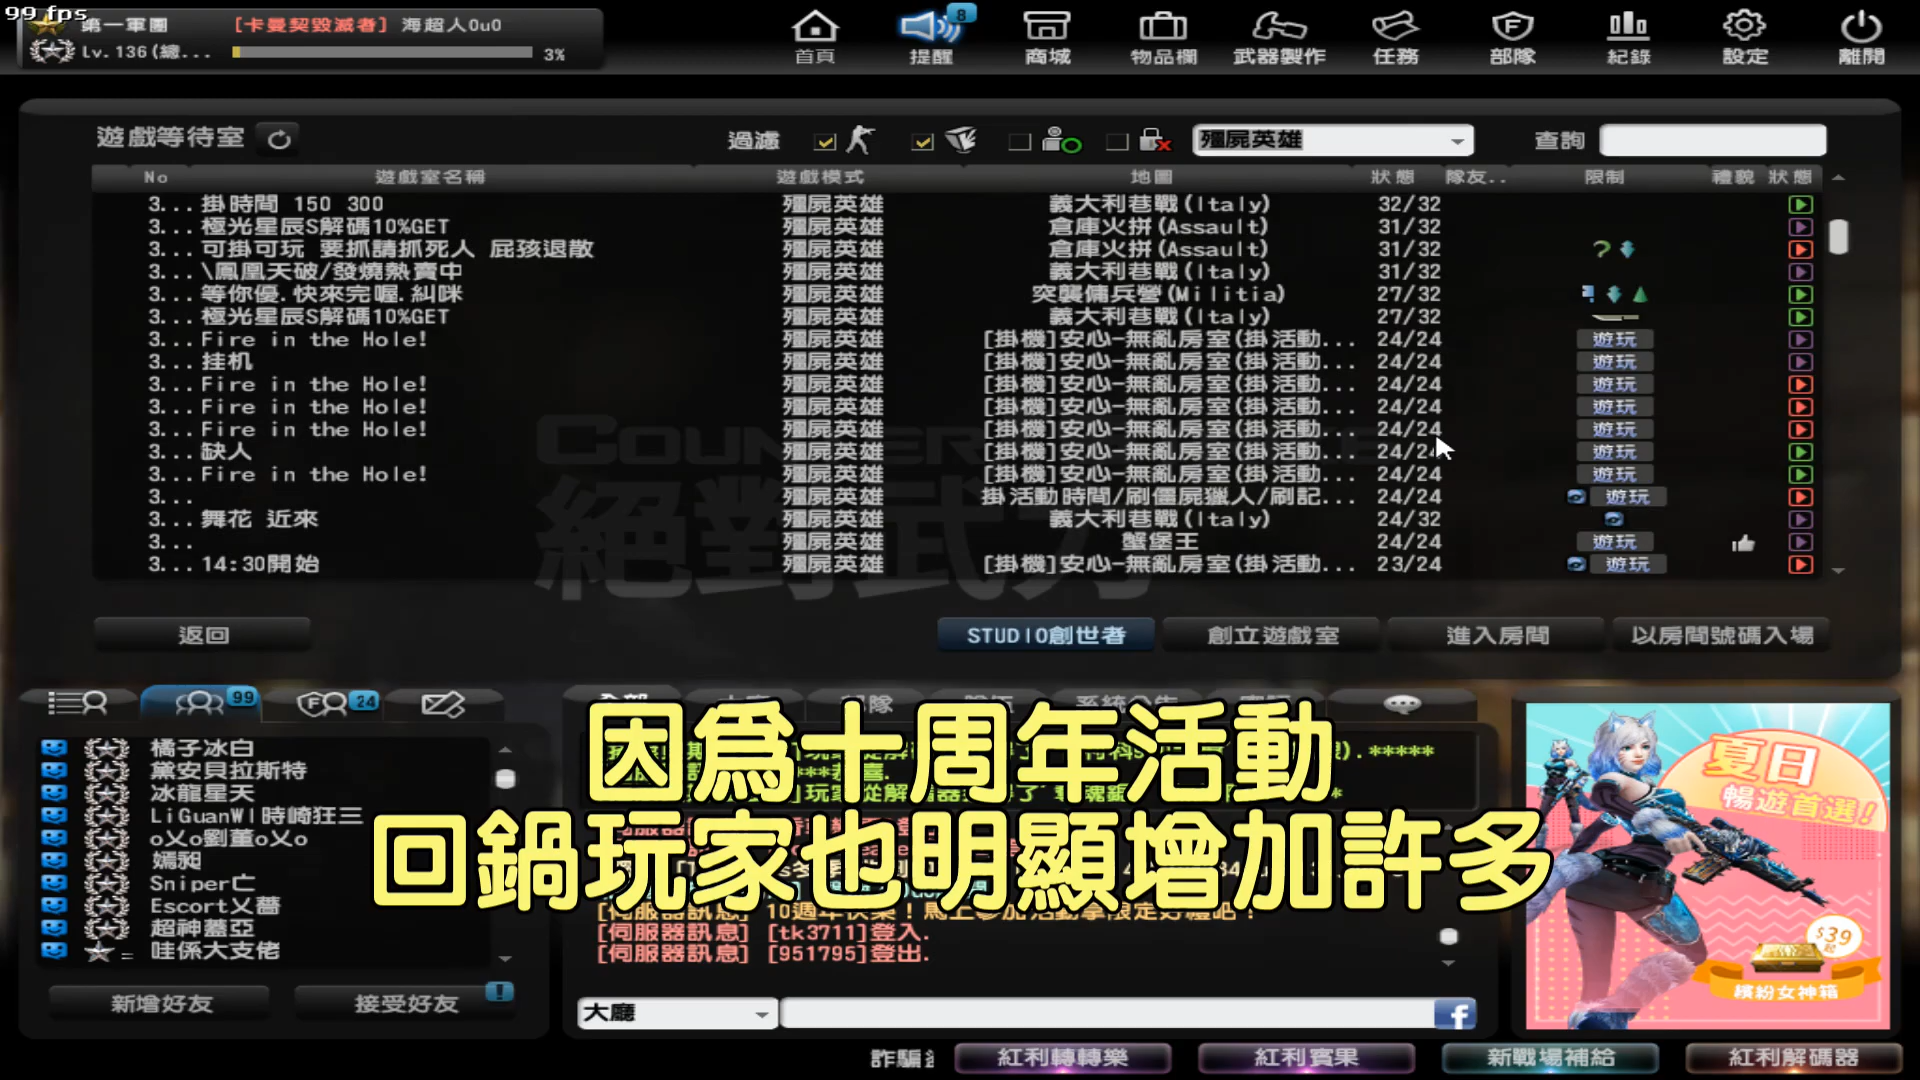 99 fps
第一軍團 [卡曼契毀滅者] 海超人0u0
Lv.136(總... 3%
首頁 提醒 8 商城 物品欄 武器製作 任務 部隊 紀錄 設定 離開
遊戲等待室 過濾 殭屍英雄 查詢
No 遊戲室名稱 遊戲模式 地圖 狀態 隊友.. 限制 禮貌 狀態
3... 掛時間 150 300 殭屍英雄 義大利巷戰(Italy) 32/32
3... 極光星辰S解碼10%GET 殭屍英雄 倉庫火拼(Assault) 31/32
3... 可掛可玩 要抓請抓死人 屁孩退散 殭屍英雄 倉庫火拼(Assault) 31/32
3... \鳳凰天破/發燒熱賣中 殭屍英雄 義大利巷戰(Italy) 31/32
3... 等你優.快來完喔.糾咪 殭屍英雄 突襲傭兵營(Militia) 27/32
3... 極光星辰S解碼10%GET 殭屍英雄 義大利巷戰(Italy) 27/32
3... Fire in the Hole! 殭屍英雄 [掛機]安心-無亂房室(掛活動... 24/24 遊玩
3... 挂机 殭屍英雄 [掛機]安心-無亂房室(掛活動... 24/24 遊玩
3... Fire in the Hole! 殭屍英雄 [掛機]安心-無亂房室(掛活動... 24/24 遊玩
3... Fire in the Hole! 殭屍英雄 [掛機]安心-無亂房室(掛活動... 24/24 遊玩
3... Fire in the Hole! 殭屍英雄 [掛機]安心-無亂房室(掛活動... 24/24 遊玩
3... 缺人 殭屍英雄 [掛機]安心-無亂房室(掛活動... 24/24 遊玩
3... Fire in the Hole! 殭屍英雄 [掛機]安心-無亂房室(掛活動... 24/24 遊玩
3... 殭屍英雄 掛活動時間/刷僵屍獵人/刷記... 24/24 遊玩
3... 舞花 近來 殭屍英雄 義大利巷戰(Italy) 24/32
3... 殭屍英雄 蟹堡王 24/24 遊玩
3... 14:30開始 殭屍英雄 [掛機]安心-無亂房室(掛活動... 23/24 遊玩
絕對武力
返回 STUDIO創世者 創立遊戲室 進入房間 以房間號碼入場
99 24
橘子冰白
黛安貝拉斯特
冰龍星天
LiGuanWI時崎狂三
o乂o劉董o乂o
嫣昶
Sniper亡
Escort乂薔
超神蓋亞
哇係大支佬
新增好友 接受好友
因為十周年活動
回鍋玩家也明顯增加許多
[伺服器訊息] [tk3711]登入.
[伺服器訊息] [951795]登出.
大廳
夏日
暢遊首選!
$39起
繽紛女神箱
紅利轉轉樂 紅利賓果 新戰場補給 紅利解碼器